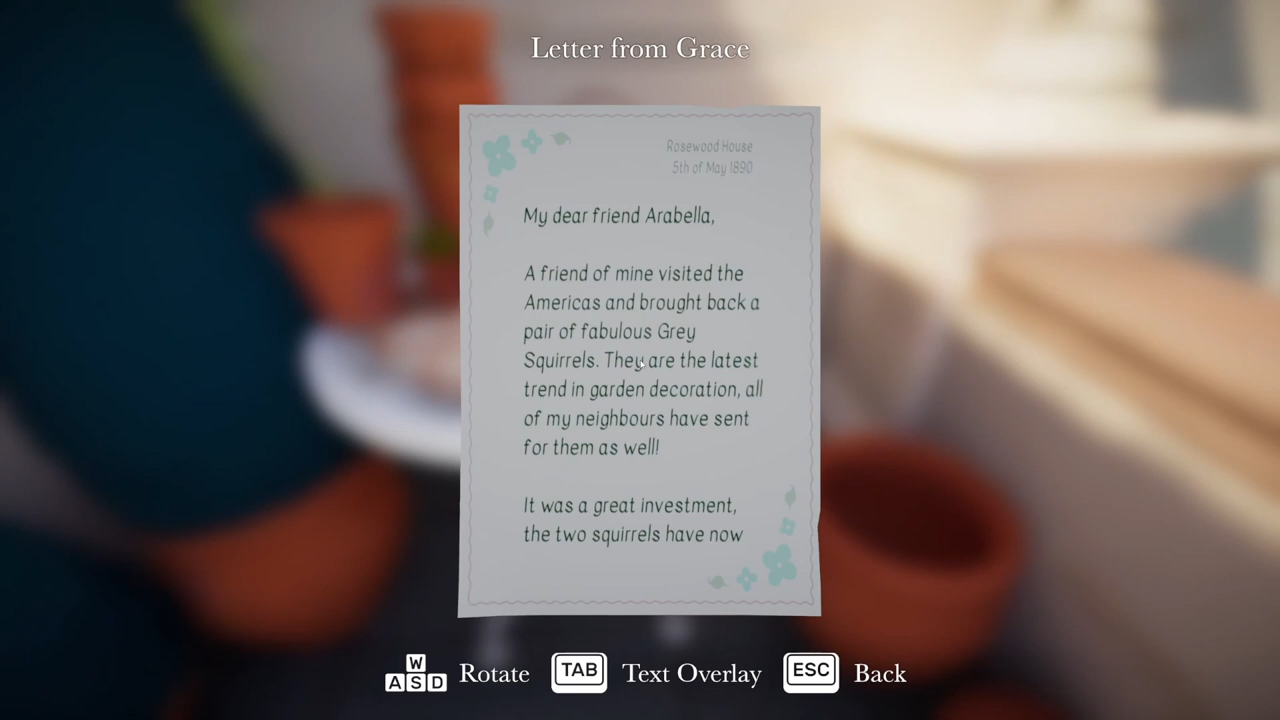 Letter from Grace
Rosewood House
5th of May 1890
My dear friend Arabella,
A friend of mine visited the
Americas and brought back a
pair of fabulous Grey
Squirrels. They are the latest
trend in garden decoration, all
of my neighbours have sent
for them as well!
It was a great investment,
the two squirrels have now
W
A S D Rotate TAB Text Overlay ESC Back